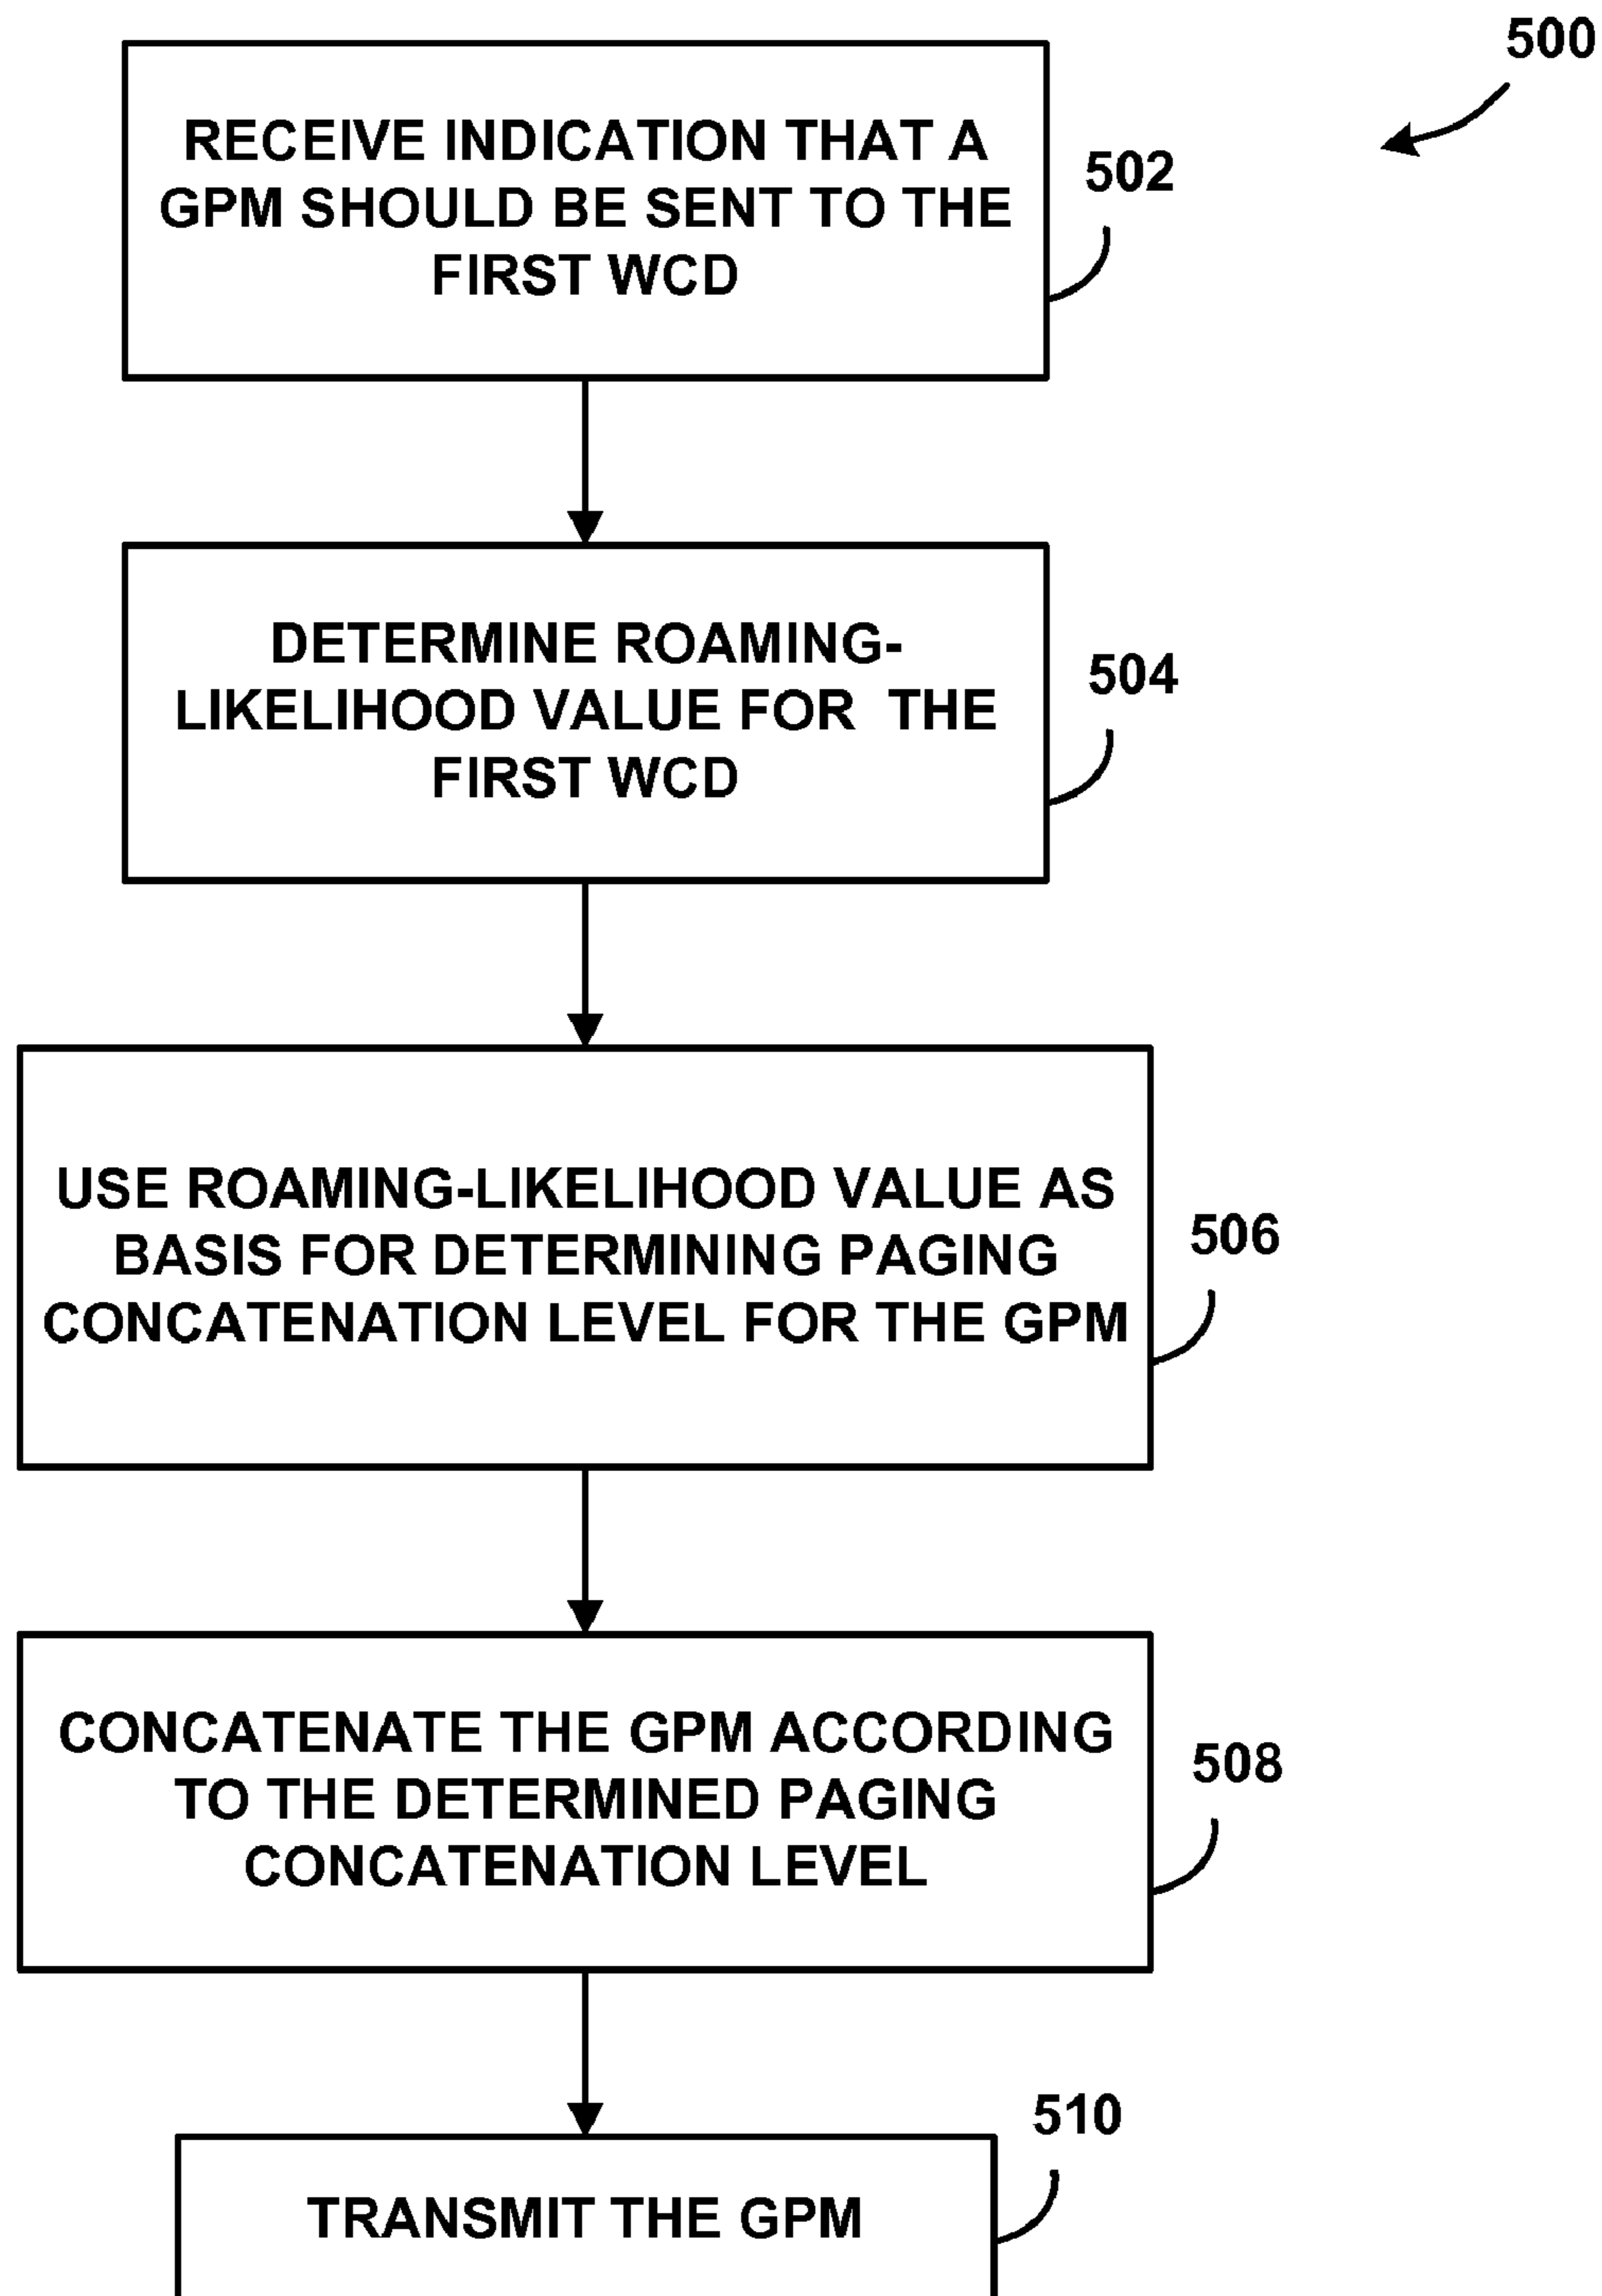 500
RECEIVE INDICATION THAT A
GPM SHOULD BE SENT TO THE
FIRST WCD
502
DETERMINE ROAMING-
LIKELIHOOD VALUE FOR THE
FIRST WCD
504
USE ROAMING-LIKELIHOOD VALUE AS
BASIS FOR DETERMINING PAGING
CONCATENATION LEVEL FOR THE GPM
506
CONCATENATE THE GPM ACCORDING
TO THE DETERMINED PAGING
CONCATENATION LEVEL
508
TRANSMIT THE GPM
510